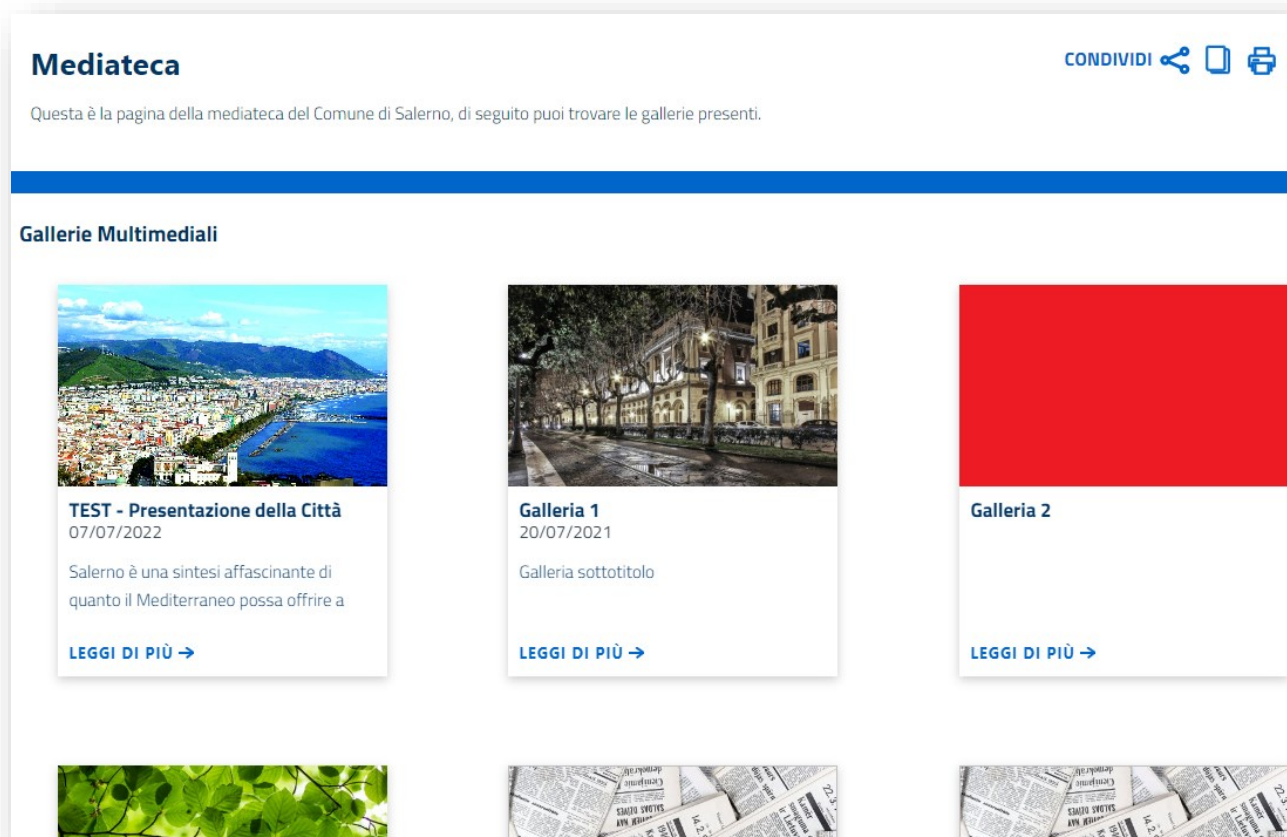 Mediateca
CONDIVIDI
Questa è la pagina della mediateca del Comune di Salerno, di seguito puoi trovare le gallerie presenti.
Gallerie Multimediali
TEST - Presentazione della Città
07/07/2022
Salerno è una sintesi affascinante di
quanto il Mediterraneo possa offrire a
LEGGI DI PIÙ →
Galleria 1
20/07/2021
Galleria sottotitolo
LEGGI DI PIÙ →
Galleria 2
LEGGI DI PIÙ →